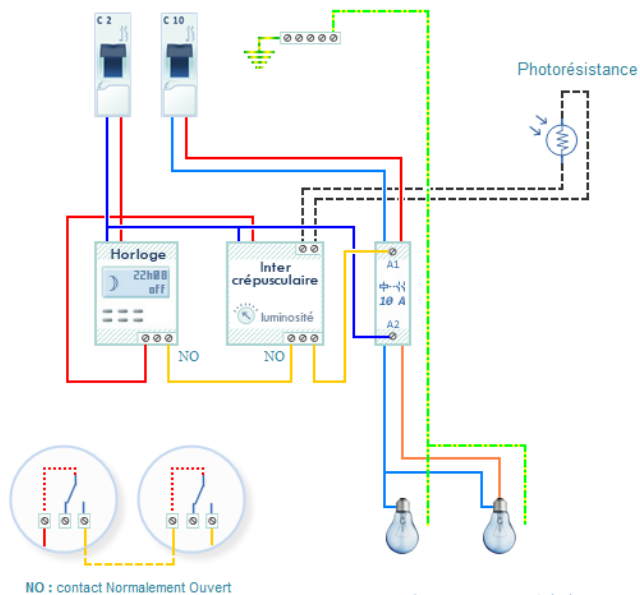 C 2
C 10
Photorésistance
Horloge
22h08
off
NO
Inter
crépusculaire
luminosité
NO
A1
10 A
A2
NO : contact Normalement Ouvert